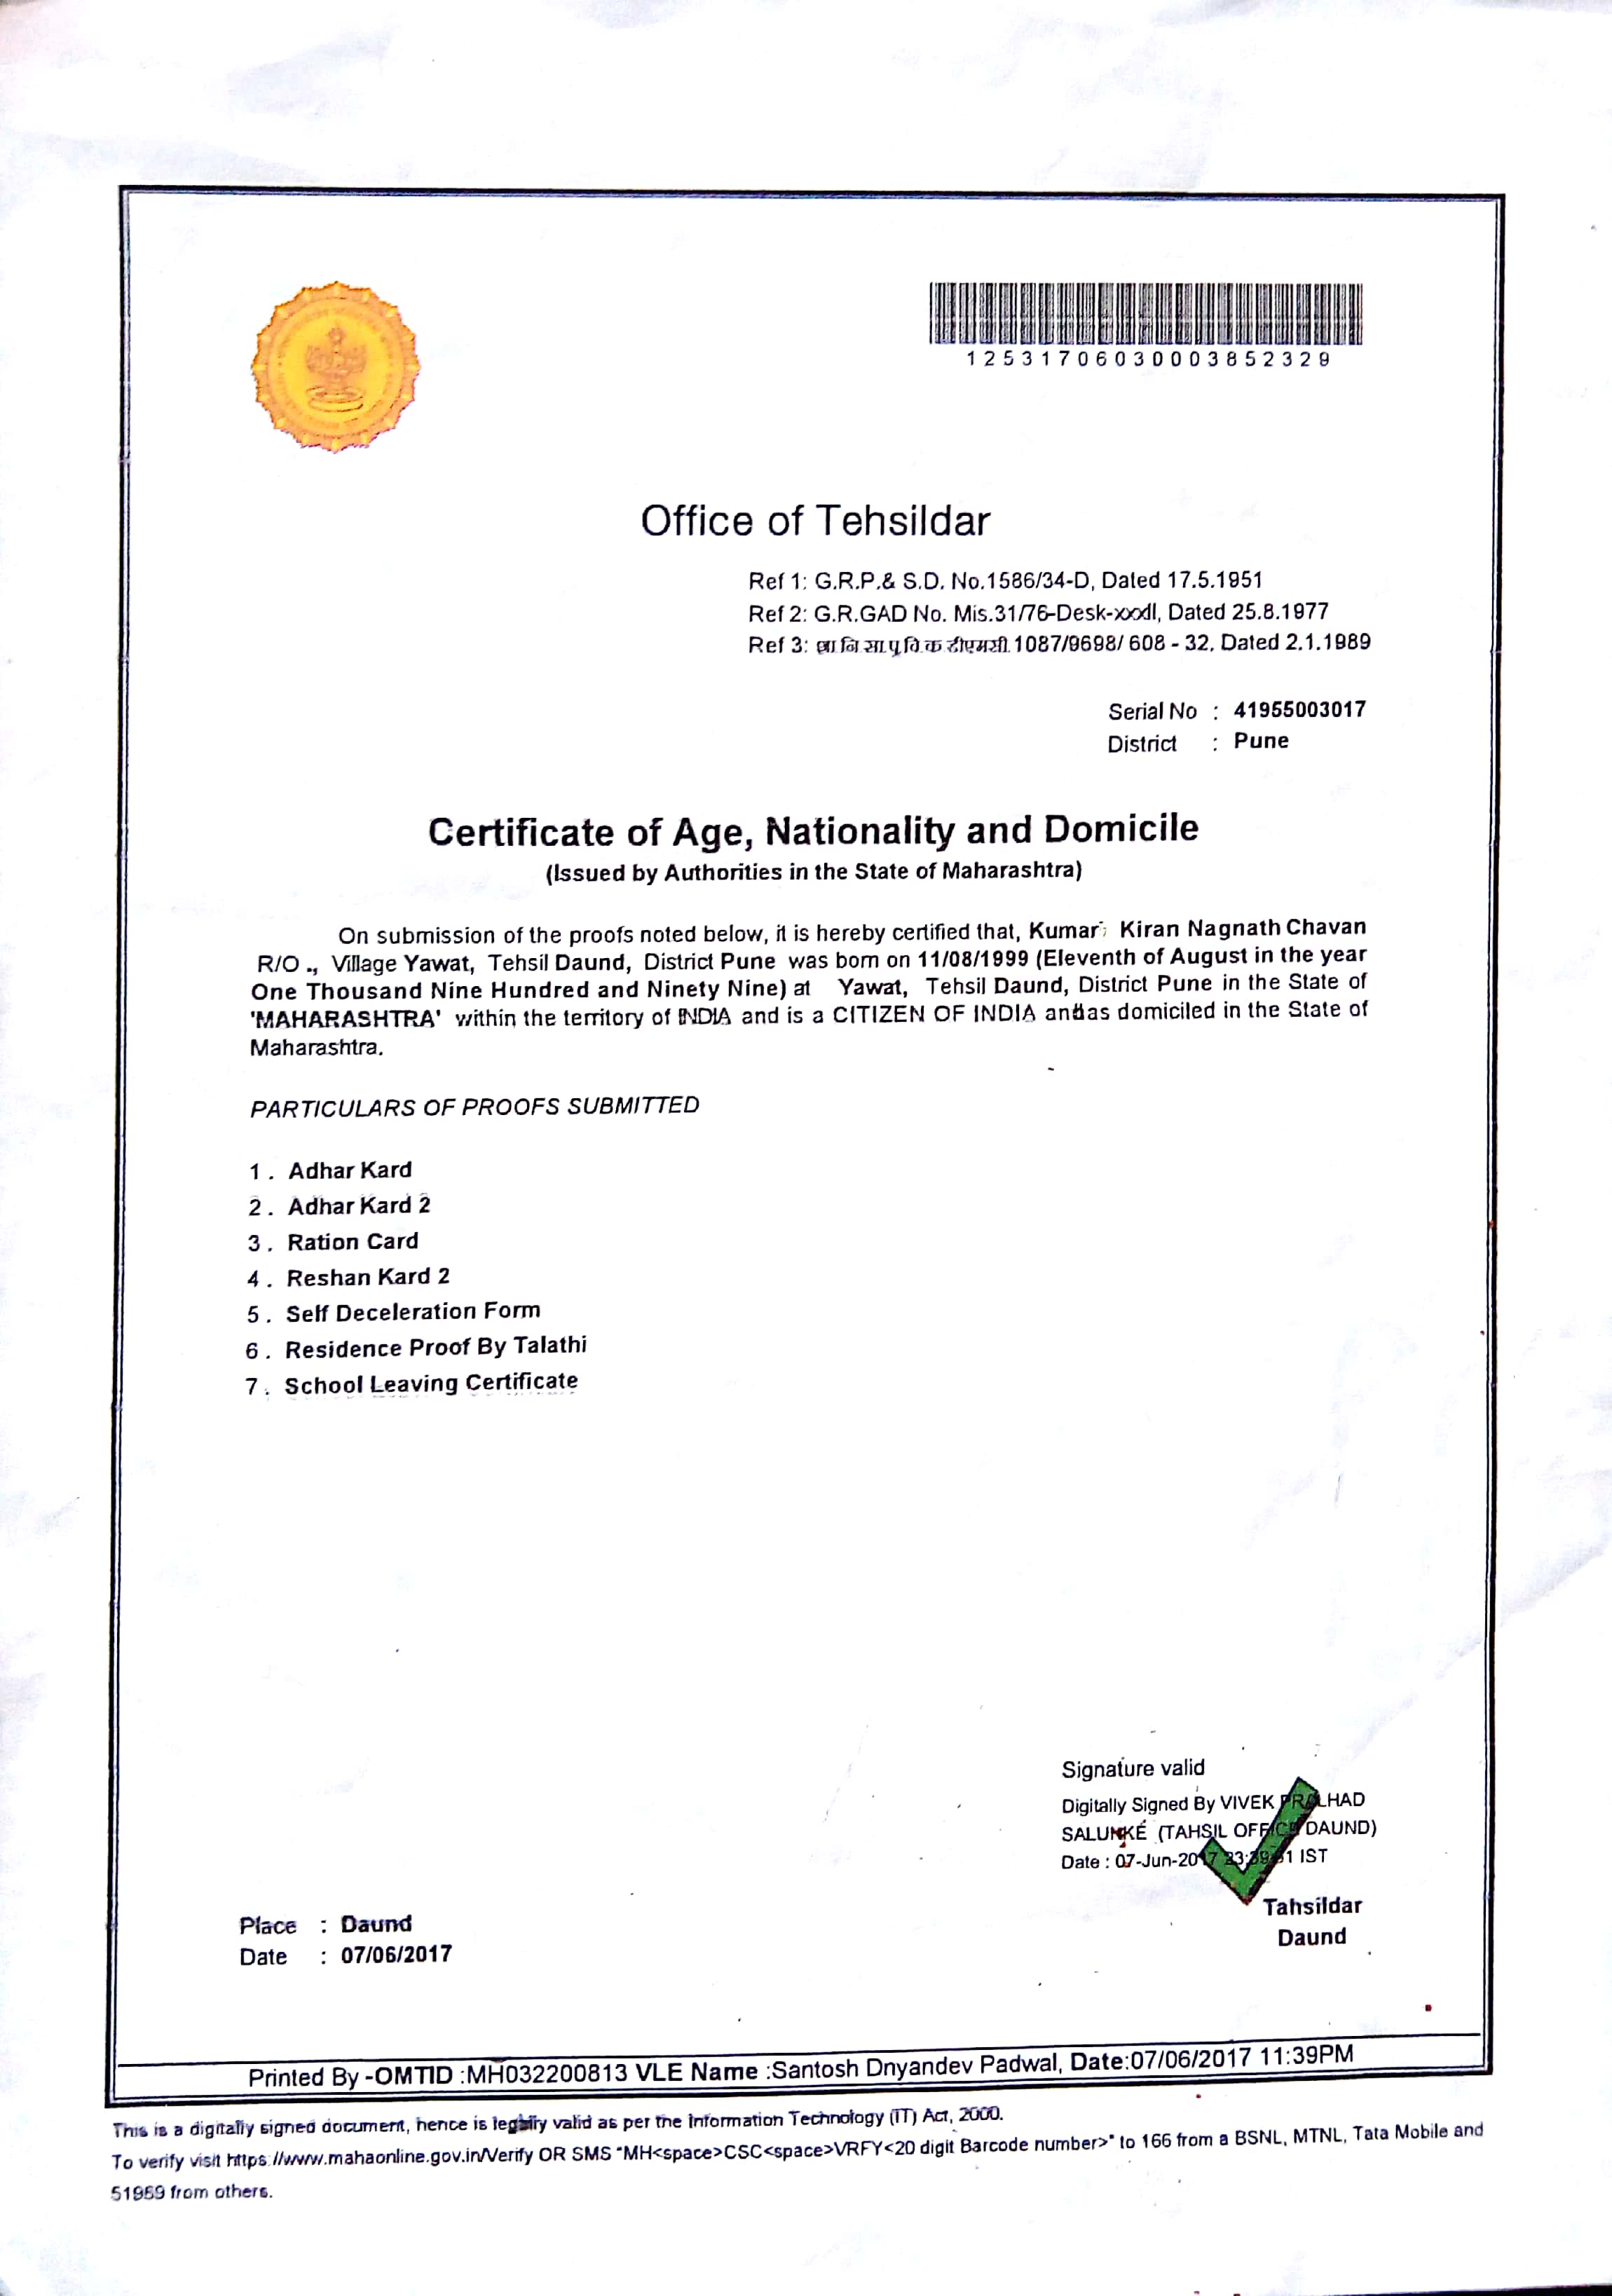 12531706030003852329
Office of Tehsildar
Ref 1: G.R.P.& S.D. No.1586/34-D, Dated 17.5.1951
Ref 2: G.R.GAD No. Mis.31/76-Desk-xxxdl, Dated 25.8.1977
Ref 3: शा.नि.सा.पु.वि.क.टीएमसी.1087/9698/ 608 - 32, Dated 2.1.1989
Serial No : 41955003017
District : Pune
Certificate of Age, Nationality and Domicile
(Issued by Authorities in the State of Maharashtra)
On submission of the proofs noted below, it is hereby certified that, Kumar Kiran Nagnath Chavan
R/O ., Village Yawat, Tehsil Daund, District Pune was born on 11/08/1999 (Eleventh of August in the year
One Thousand Nine Hundred and Ninety Nine) at Yawat, Tehsil Daund, District Pune in the State of
'MAHARASHTRA' within the territory of INDIA and is a CITIZEN OF INDIA and domiciled in the State of
Maharashtra.
PARTICULARS OF PROOFS SUBMITTED
1 . Adhar Kard
2 . Adhar Kard 2
3 . Ration Card
4 . Reshan Kard 2
5 . Self Deceleration Form
6 . Residence Proof By Talathi
7 . School Leaving Certificate
Signature valid
Digitally Signed By VIVEK PRALHAD
SALUNKE (TAHSIL OFFICE DAUND)
Date : 07-Jun-2017 IST
Tahsildar
Daund
Place : Daund
Date : 07/06/2017
Printed By -OMTID :MH032200813 VLE Name :Santosh Dnyandev Padwal, Date:07/06/2017 11:39PM
This is a digitally signed document, hence is legally valid as per the Information Technology (IT) Act, 2000.
To verify visit https://www.mahaonline.gov.in/Verify OR SMS "MH<space>CSC<space>VRFY<20 digit Barcode number>" to 166 from a BSNL, MTNL, Tata Mobile and
51969 from others.